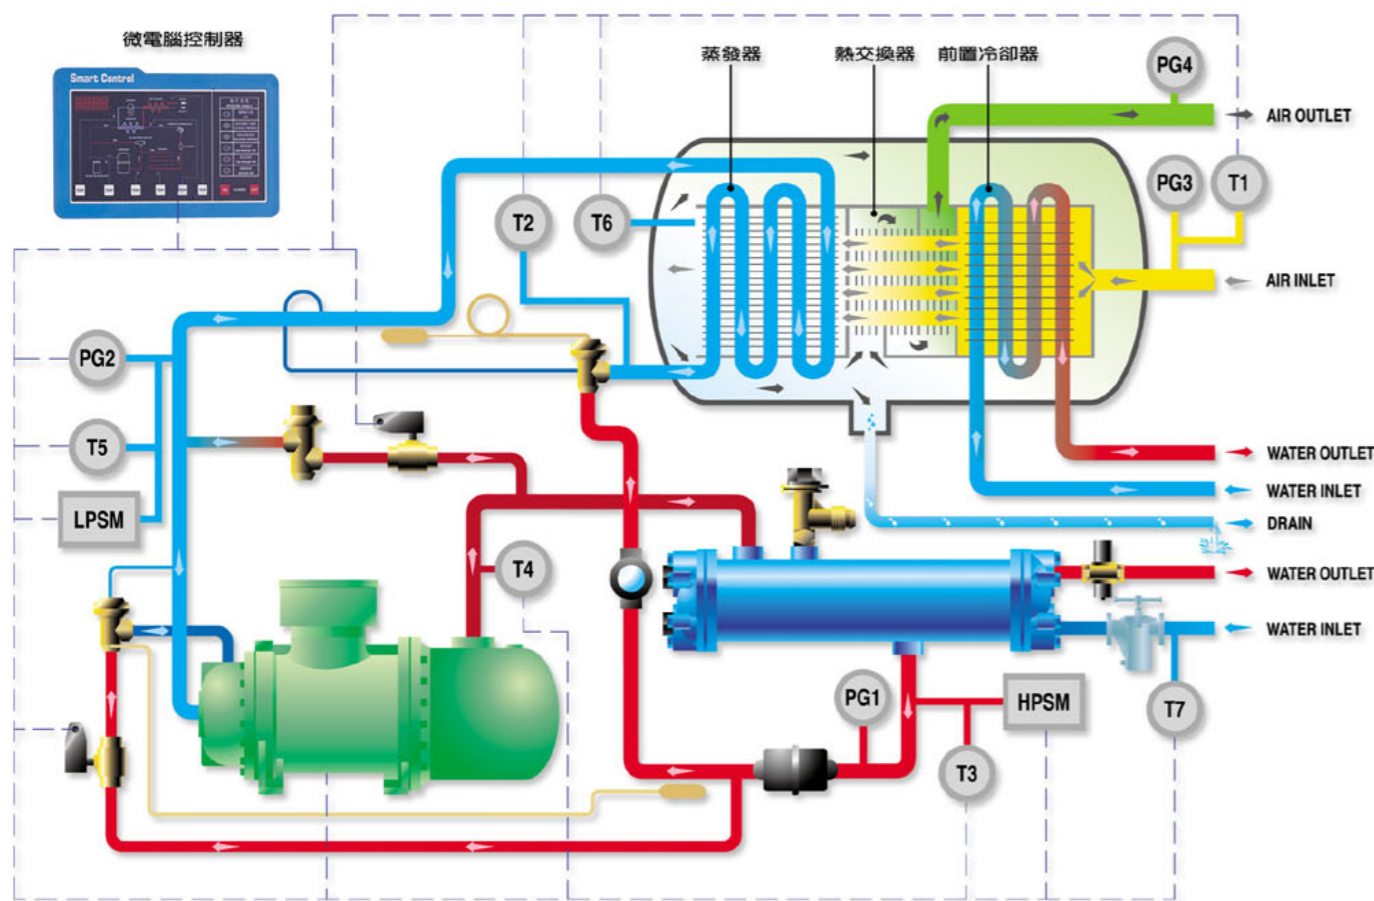 微電腦控制器
Smart Control
蒸發器
熱交換器
前置冷卻器
PG4
AIR OUTLET
PG3
T1
T2
T6
AIR INLET
PG2
T5
LPSM
WATER OUTLET
WATER INLET
DRAIN
T4
WATER OUTLET
WATER INLET
PG1
HPSM
T7
T3